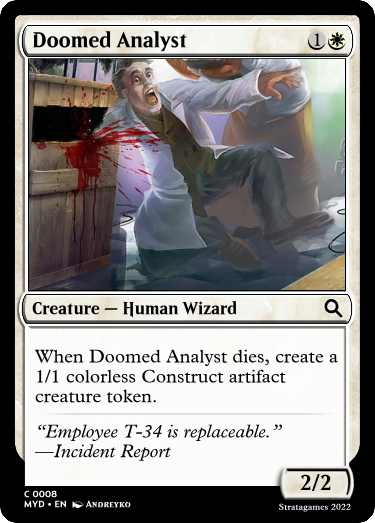 Doomed Analyst 1
Creature — Human Wizard
When Doomed Analyst dies, create a
1/1 colorless Construct artifact
creature token.
“Employee T-34 is replaceable.”
—Incident Report
2/2
C 0008
MYD • EN Andreyko
Stratagames 2022